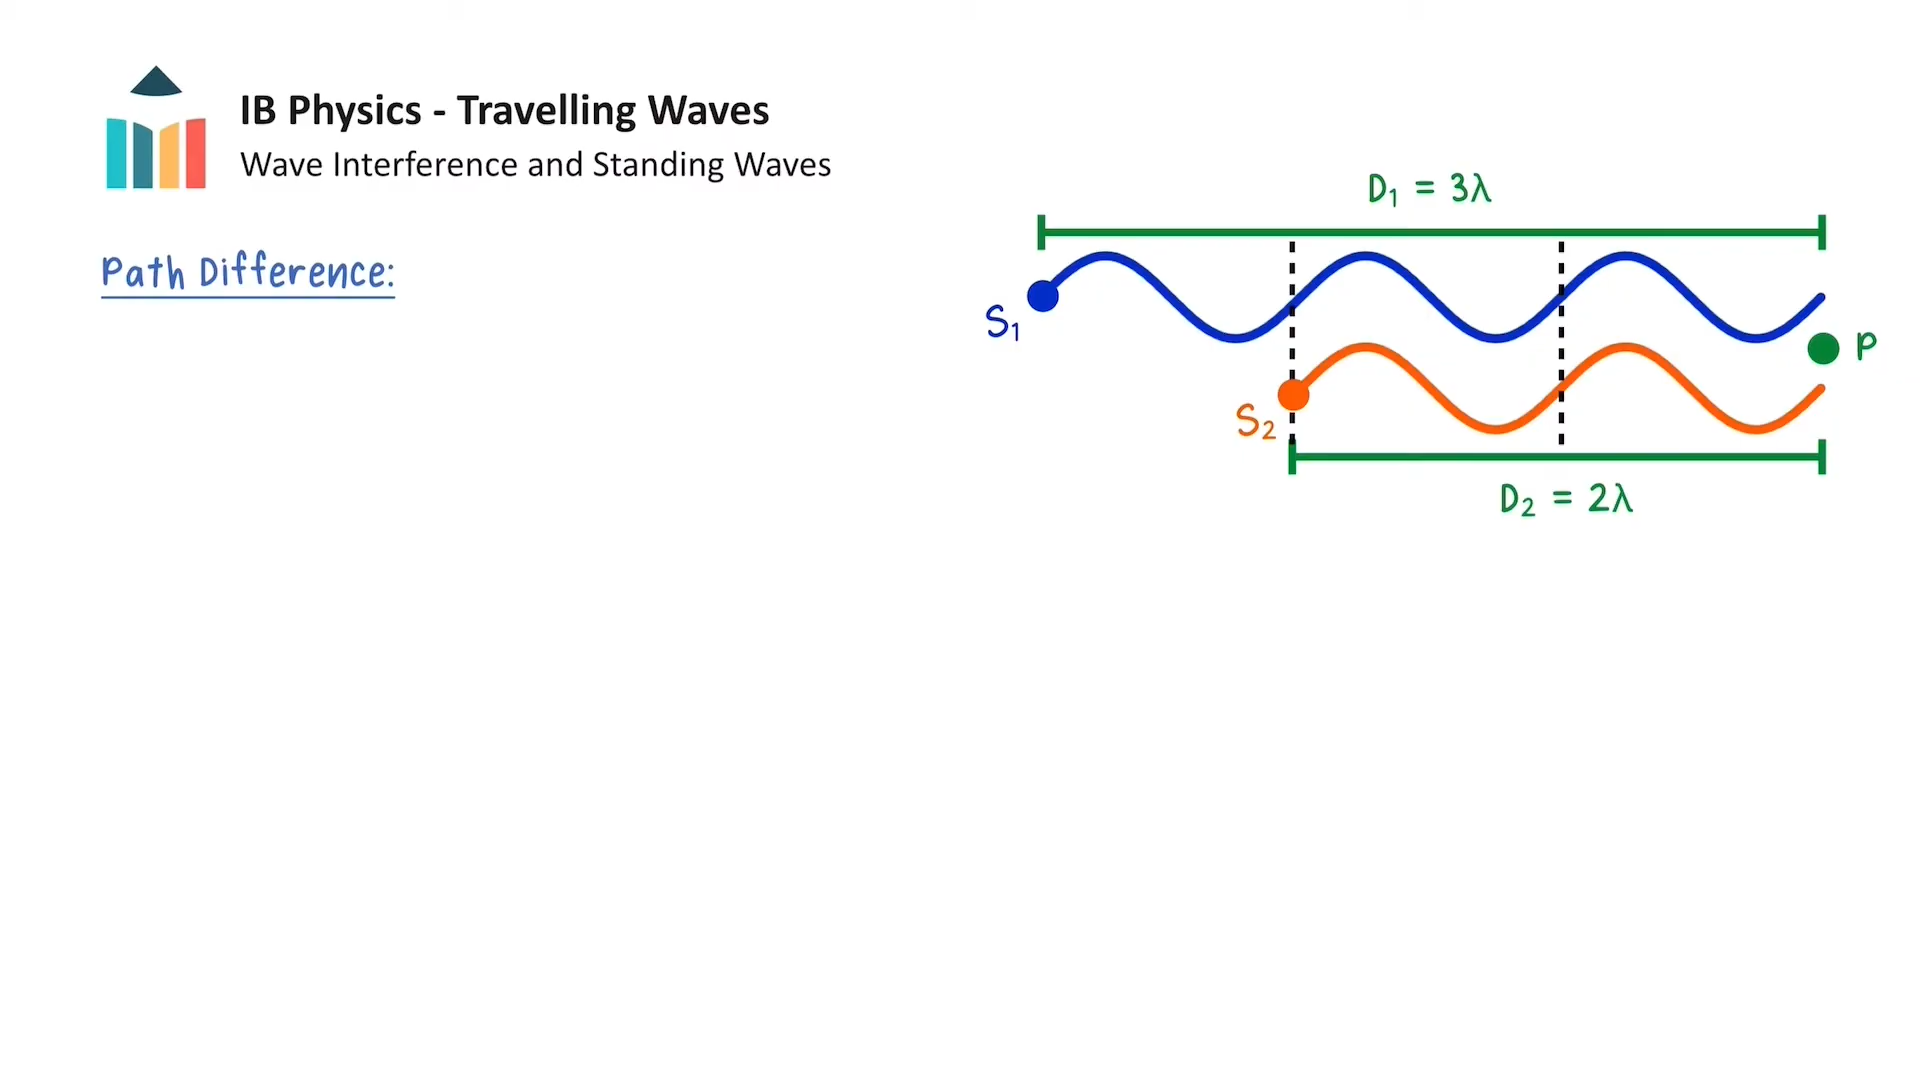 IB Physics - Travelling Waves
Wave Interference and Standing Waves
Path Difference:
D₁ = 3λ
S₁
P
S₂
D₂ = 2λ